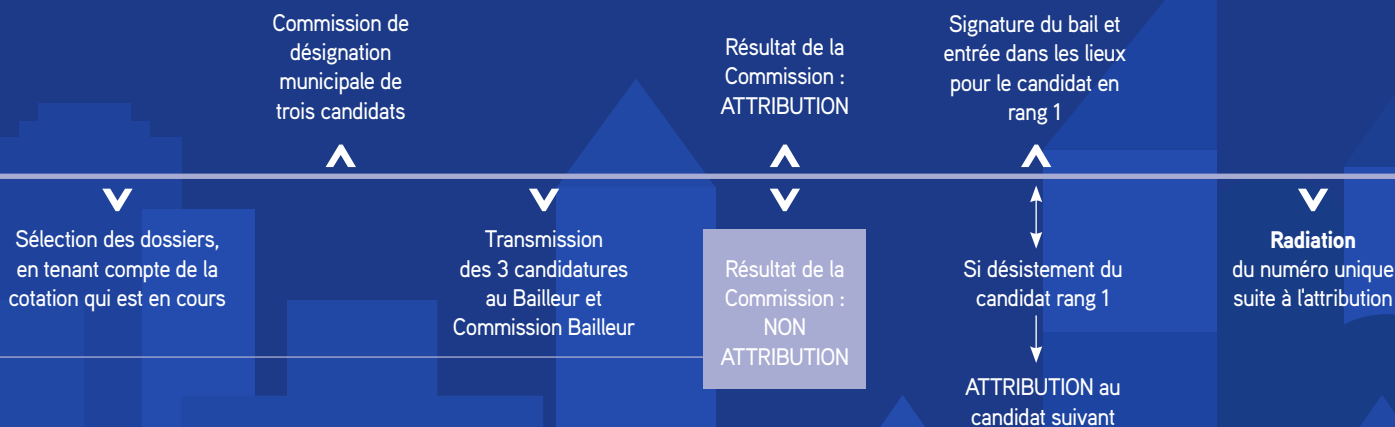 Commission de
désignation
municipale de
trois candidats
Résultat de la
Commission :
ATTRIBUTION
Signature du bail et
entrée dans les lieux
pour le candidat en
rang 1
Sélection des dossiers,
en tenant compte de la
cotation qui est en cours
Transmission
des 3 candidatures
au Bailleur et
Commission Bailleur
Résultat de la
Commission :
NON
ATTRIBUTION
Si désistement du
candidat rang 1
ATTRIBUTION au
candidat suivant
Radiation
du numéro unique
suite à l'attribution